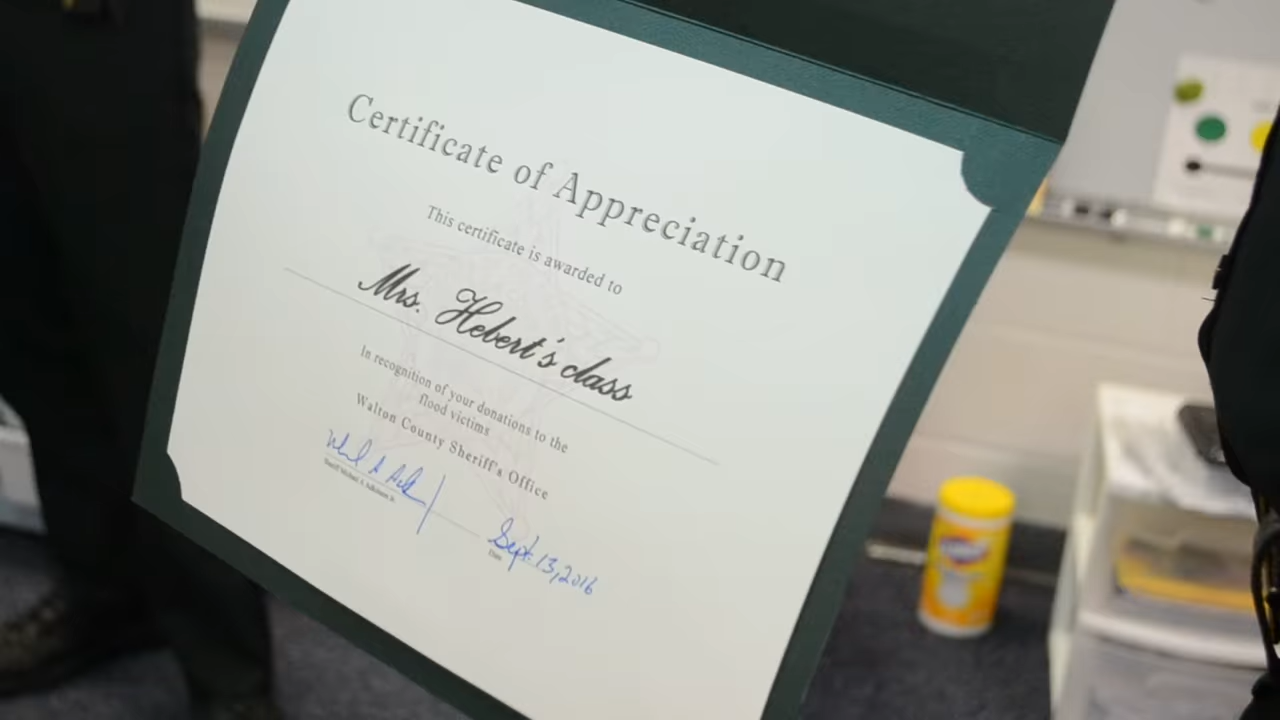 Certificate of Appreciation
This certificate is awarded to
Mrs. Hebert's class
In recognition of your donations to the
flood victims
Walton County Sheriff's Office
Sept. 13, 2016
Date